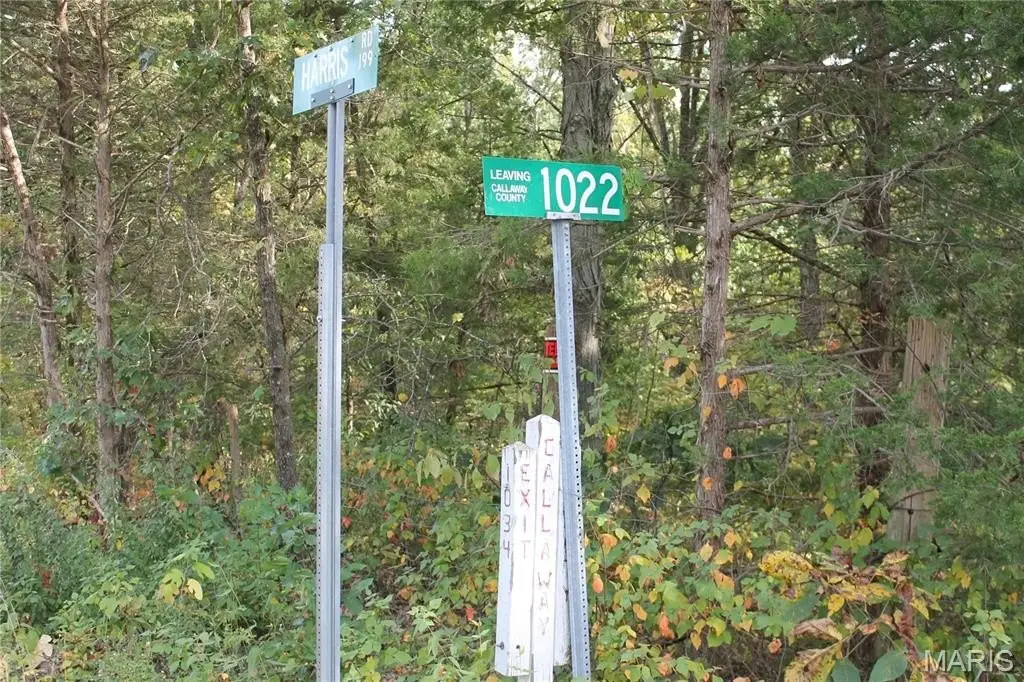 HARRIS RD
199
LEAVING
CALLAWAY
COUNTY
1022
1034
EXIT
CALLAWAY
MARIS